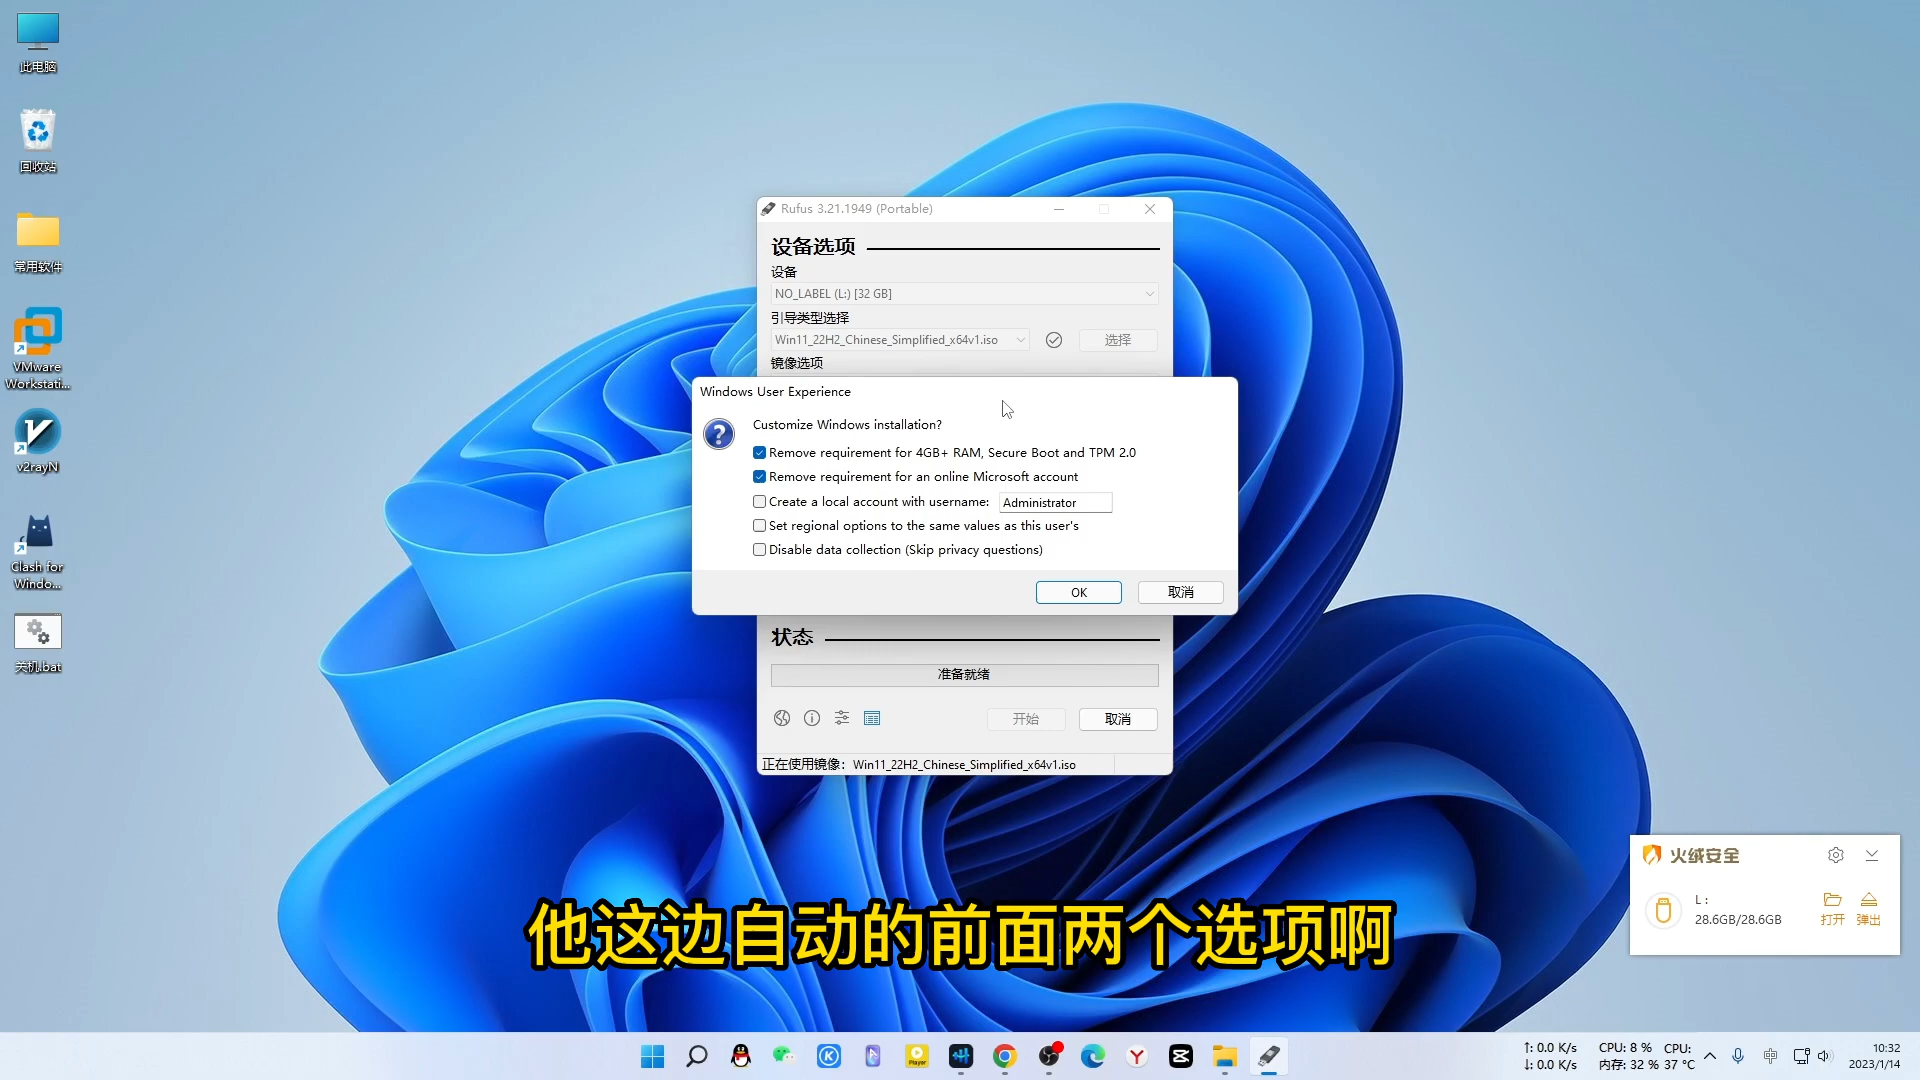 此电脑
回收站
常用软件
VMware
Workstati...
v2rayN
Clash for
Windo...
关机.bat
Rufus 3.21.1949 (Portable)
设备选项
设备
NO_LABEL (L:) [32 GB]
引导类型选择
Win11_22H2_Chinese_Simplified_x64v1.iso
选择
镜像选项
Windows User Experience
Customize Windows installation?
Remove requirement for 4GB+ RAM, Secure Boot and TPM 2.0
Remove requirement for an online Microsoft account
Create a local account with username: Administrator
Set regional options to the same values as this user's
Disable data collection (Skip privacy questions)
OK
取消
状态
准备就绪
开始
取消
正在使用镜像: Win11_22H2_Chinese_Simplified_x64v1.iso
火绒安全
L:
28.6GB/28.6GB
打开
弹出
他这边自动的前面两个选项啊
Player
↑: 0.0 K/s
↓: 0.0 K/s
CPU: 8 % CPU:
内存: 32 % 37 °C
中
10:32
2023/1/14